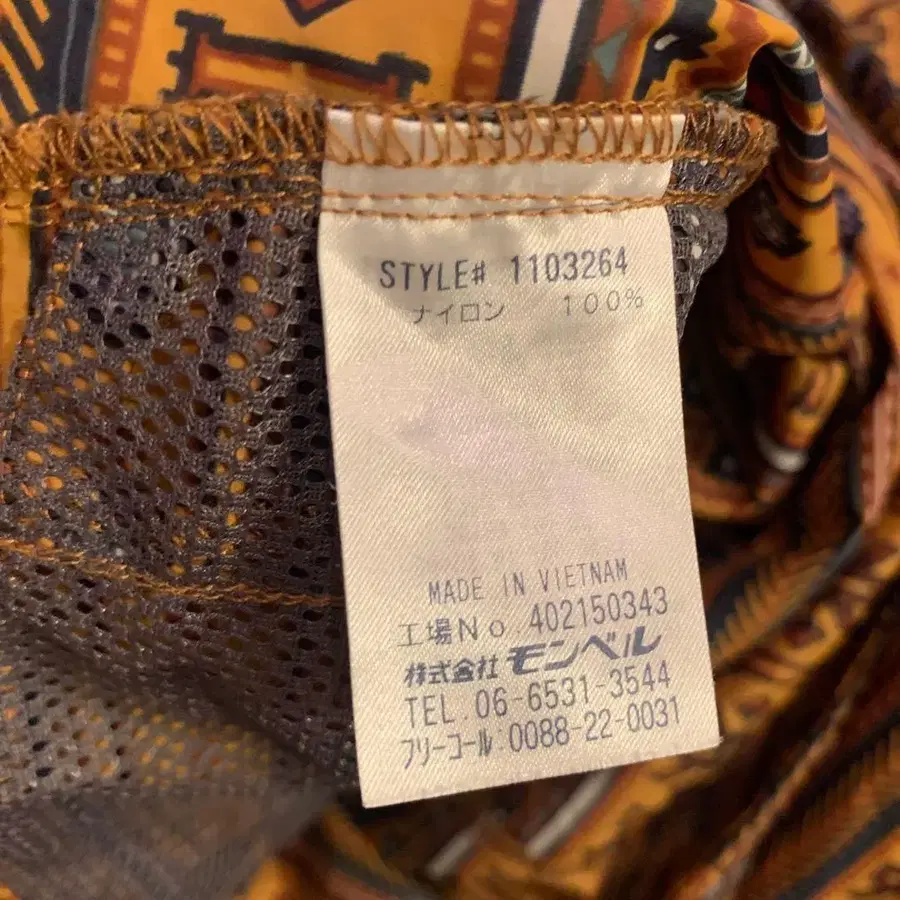 STYLE# 1103264
ナイロン 100%
MADE IN VIETNAM
工場No.402150343
株式会社 モンベル
TEL.06-6531-3544
フリーコール:0088-22-0031